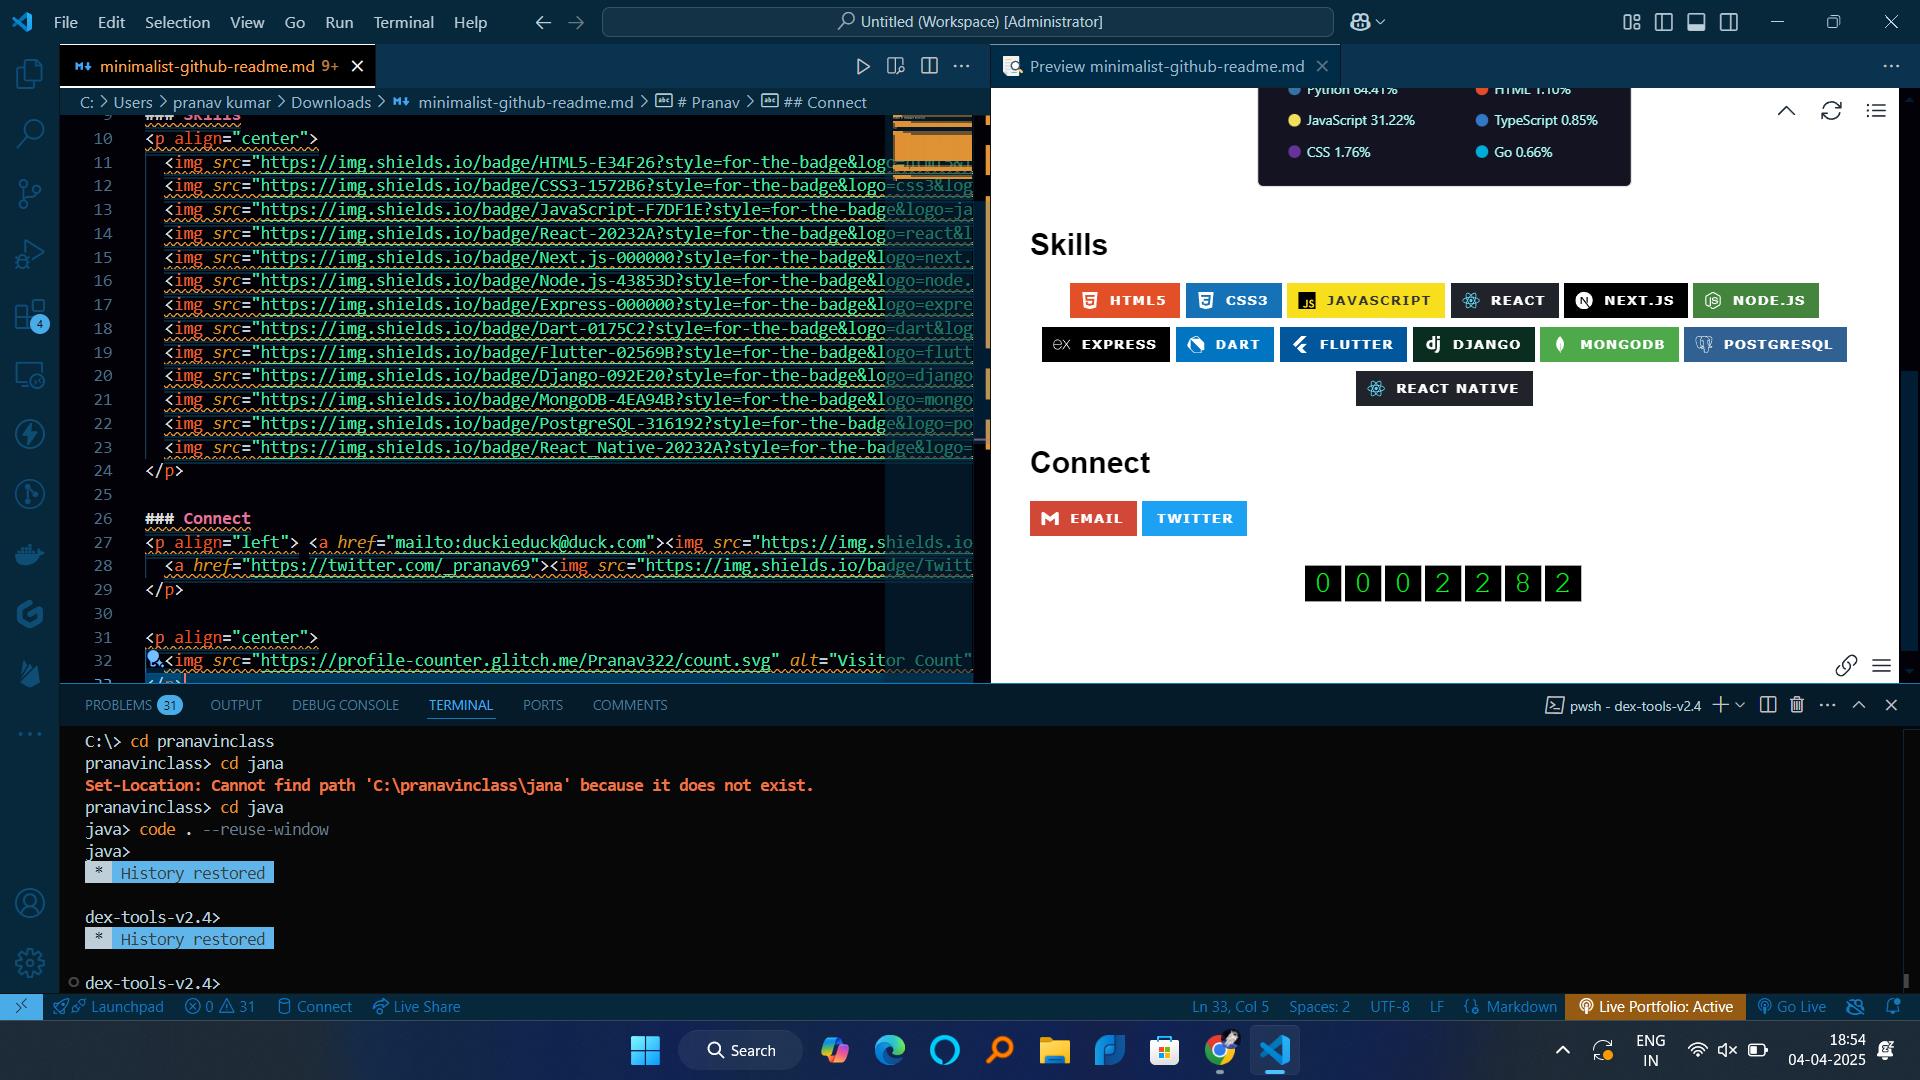 File Edit Selection View Go Run Terminal Help
Untitled (Workspace) [Administrator]
minimalist-github-readme.md 9+
Preview minimalist-github-readme.md
C: > Users > pranav kumar > Downloads > minimalist-github-readme.md > # Pranav > ## Connect
9 ### Skills
10 <p align="center">
11 <img src="https://img.shields.io/badge/HTML5-E34F26?style=for-the-badge&logo=html5&l
12 <img src="https://img.shields.io/badge/CSS3-1572B6?style=for-the-badge&logo=css3&log
13 <img src="https://img.shields.io/badge/JavaScript-F7DF1E?style=for-the-badge&logo=ja
14 <img src="https://img.shields.io/badge/React-20232A?style=for-the-badge&logo=react&l
15 <img src="https://img.shields.io/badge/Next.js-000000?style=for-the-badge&logo=next.
16 <img src="https://img.shields.io/badge/Node.js-43853D?style=for-the-badge&logo=node.
17 <img src="https://img.shields.io/badge/Express-000000?style=for-the-badge&logo=expre
18 <img src="https://img.shields.io/badge/Dart-0175C2?style=for-the-badge&logo=dart&log
19 <img src="https://img.shields.io/badge/Flutter-02569B?style=for-the-badge&logo=flutt
20 <img src="https://img.shields.io/badge/Django-092E20?style=for-the-badge&logo=django
21 <img src="https://img.shields.io/badge/MongoDB-4EA94B?style=for-the-badge&logo=mongo
22 <img src="https://img.shields.io/badge/PostgreSQL-316192?style=for-the-badge&logo=po
23 <img src="https://img.shields.io/badge/React_Native-20232A?style=for-the-badge&logo=
24 </p>
25
26 ### Connect
27 <p align="left"> <a href="mailto:duckieduck@duck.com"><img src="https://img.shields.io
28 <a href="https://twitter.com/_pranav69"><img src="https://img.shields.io/badge/Twitt
29 </p>
30
31 <p align="center">
32 <img src="https://profile-counter.glitch.me/Pranav322/count.svg" alt="Visitor Count"
33 </p>
Python 64.41% HTML 1.10%
JavaScript 31.22% TypeScript 0.85%
CSS 1.76% Go 0.66%
Skills
HTML5 CSS3 JAVASCRIPT REACT NEXT.JS NODE.JS
EXPRESS DART FLUTTER DJANGO MONGODB POSTGRESQL
REACT NATIVE
Connect
EMAIL TWITTER
0 0 0 2 2 8 2
4
PROBLEMS 31 OUTPUT DEBUG CONSOLE TERMINAL PORTS COMMENTS
pwsh - dex-tools-v2.4
C:\> cd pranavinclass
pranavinclass> cd jana
Set-Location: Cannot find path 'C:\pranavinclass\jana' because it does not exist.
pranavinclass> cd java
java> code . --reuse-window
java>
* History restored
dex-tools-v2.4>
* History restored
dex-tools-v2.4>
Launchpad 0 31 Connect Live Share
Ln 33, Col 5 Spaces: 2 UTF-8 LF {} Markdown Live Portfolio: Active Go Live
Search
ENG
IN
18:54
04-04-2025